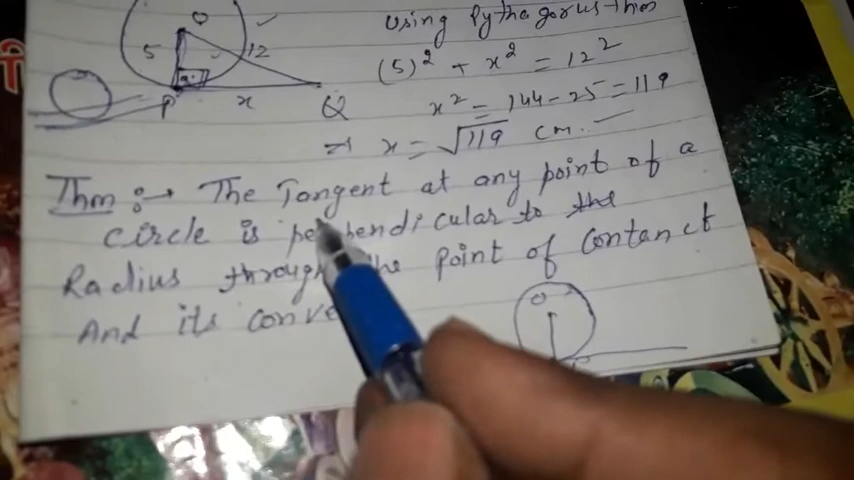 O
5
12
P
x
Q
Using Pythagorus thm
(5)² + x² = 12²
x² = 144 - 25 = 119
⇒ x = √119 cm.
Thm :→ The Tangent at any point of a
circle is perpendicular to the
Radius through the point of Contanct
And its conve
O